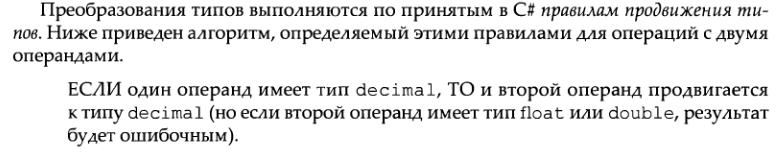 Преобразования типов выполняются по принятым в C# правилам продвижения ти-
пов. Ниже приведен алгоритм, определяемый этими правилами для операций с двумя
операндами.
ЕСЛИ один операнд имеет тип decimal, ТО и второй операнд продвигается
к типу decimal (но если второй операнд имеет тип float или double, результат
будет ошибочным).